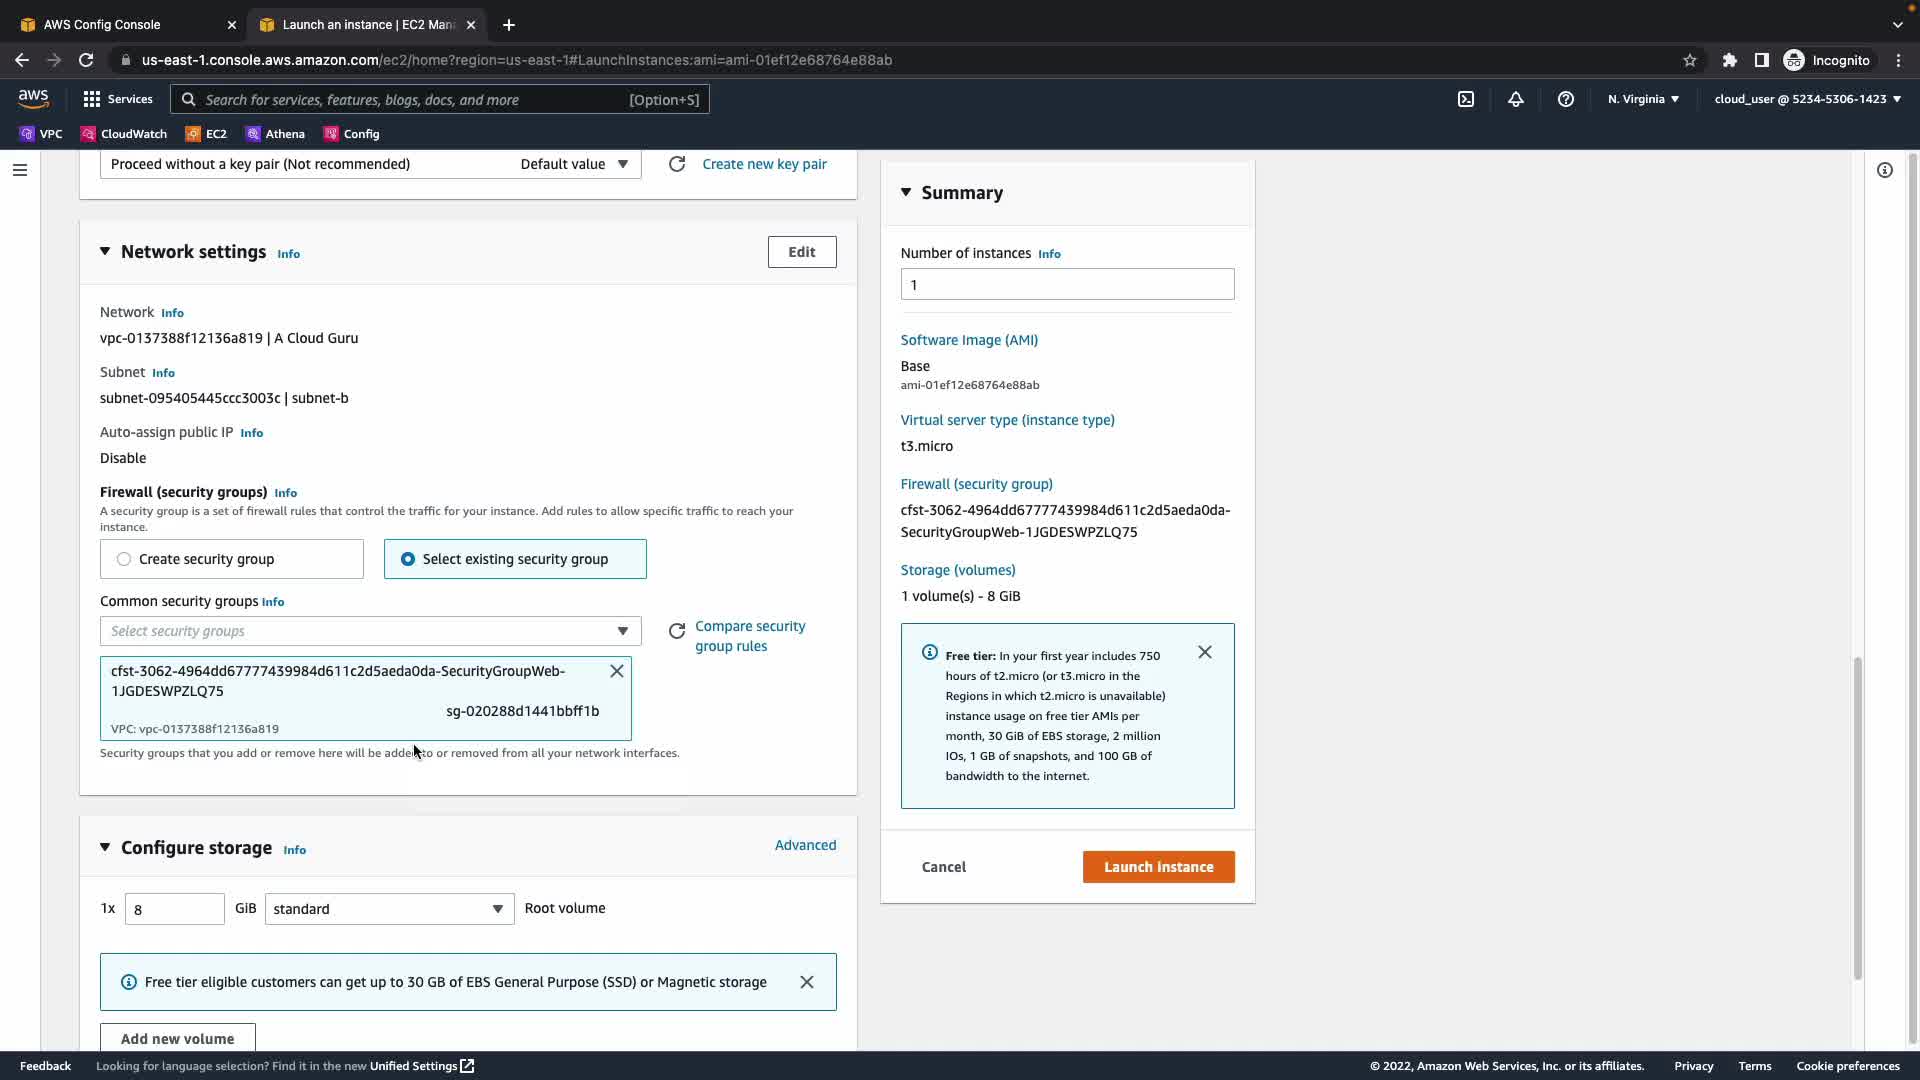 AWS Config Console
Launch an instance | EC2 Man
us-east-1.console.aws.amazon.com/ec2/home?region=us-east-1#LaunchInstances:ami=ami-01ef12e68764e88ab
Incognito
aws
Services
Search for services, features, blogs, docs, and more
[Option+S]
N. Virginia
cloud_user @ 5234-5306-1423
VPC
CloudWatch
EC2
Athena
Config
Proceed without a key pair (Not recommended)
Default value
Create new key pair
Network settings Info
Edit
Network Info
vpc-0137388f12136a819 | A Cloud Guru
Subnet Info
subnet-095405445ccc3003c | subnet-b
Auto-assign public IP Info
Disable
Firewall (security groups) Info
A security group is a set of firewall rules that control the traffic for your instance. Add rules to allow specific traffic to reach your
instance.
Create security group
Select existing security group
Common security groups Info
Select security groups
Compare security
group rules
cfst-3062-4964dd67777439984d611c2d5aeda0da-SecurityGroupWeb-
1JGDESWPZLQ75
sg-020288d1441bbff1b
VPC: vpc-0137388f12136a819
Security groups that you add or remove here will be added to or removed from all your network interfaces.
Configure storage Info
Advanced
1x
8
GiB
standard
Root volume
Free tier eligible customers can get up to 30 GB of EBS General Purpose (SSD) or Magnetic storage
Add new volume
Summary
Number of instances Info
1
Software Image (AMI)
Base
ami-01ef12e68764e88ab
Virtual server type (instance type)
t3.micro
Firewall (security group)
cfst-3062-4964dd67777439984d611c2d5aeda0da-
SecurityGroupWeb-1JGDESWPZLQ75
Storage (volumes)
1 volume(s) - 8 GiB
Free tier: In your first year includes 750
hours of t2.micro (or t3.micro in the
Regions in which t2.micro is unavailable)
instance usage on free tier AMIs per
month, 30 GiB of EBS storage, 2 million
IOs, 1 GB of snapshots, and 100 GB of
bandwidth to the internet.
Cancel
Launch instance
Feedback
Looking for language selection? Find it in the new Unified Settings
© 2022, Amazon Web Services, Inc. or its affiliates.
Privacy
Terms
Cookie preferences